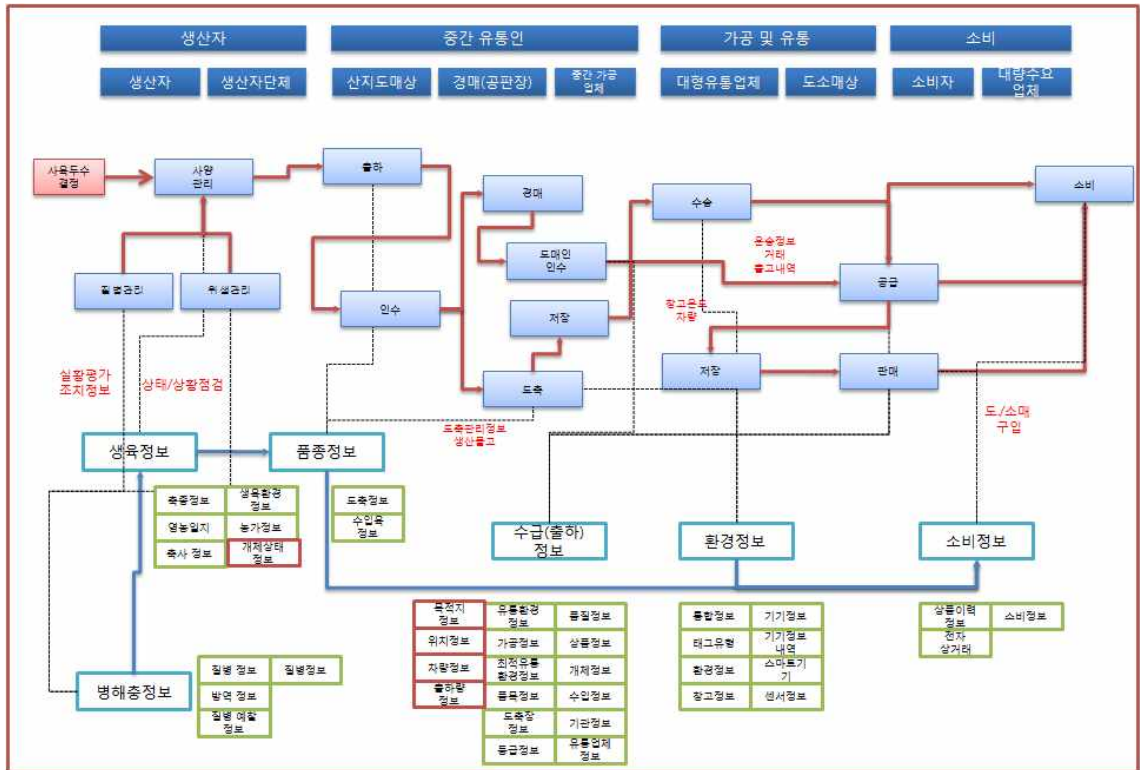 생산자
중간 유통인
가공 및 유통
소비
생산자
생산자단체
산지도매상
경매(공판장)
중간 가공
업체
대형유통업체
도소매상
소비자
대량수요
업체
사육두수
결정
사양
관리
출하
경매
수송
소비
도매인
인수
운송정보
거래
출고내역
질병관리
위생관리
인수
저장
공급
창고온도
차량
실황평가
조치정보
상태/상황점검
도축
저장
판매
도축관리정보
생산물고
도/소매
구입
생육정보
품종정보
축종정보
생육환경
정보
영농일지
농가정보
축사 정보
개체상태
정보
도축정보
수입육
정보
수급(출하)
정보
환경정보
소비정보
목적지
정보
유통환경
정보
품질정보
위치정보
가공정보
상품정보
차량정보
최적유통
환경정보
개체정보
출하량
정보
품목정보
수입정보
도축장
정보
기관정보
등급정보
유통업체
정보
통합정보
기기정보
태그유형
기기정보
내역
환경정보
스마트기
기
창고정보
센서정보
상품이력
정보
소비정보
전자
상거래
병해충정보
질병 정보
질병정보
방역 정보
질병 예찰
정보